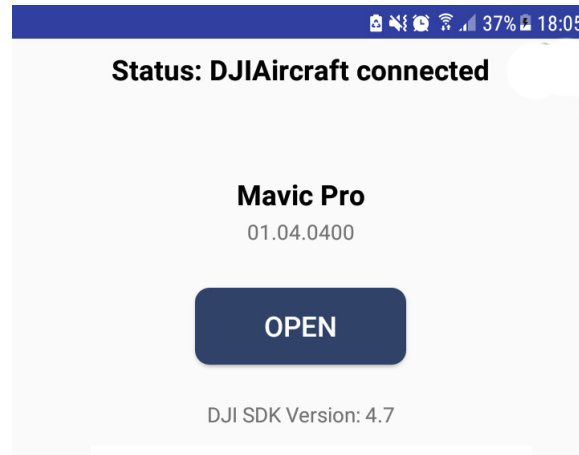 37% 18:05
Status: DJIAircraft connected
Mavic Pro
01.04.0400
OPEN
DJI SDK Version: 4.7